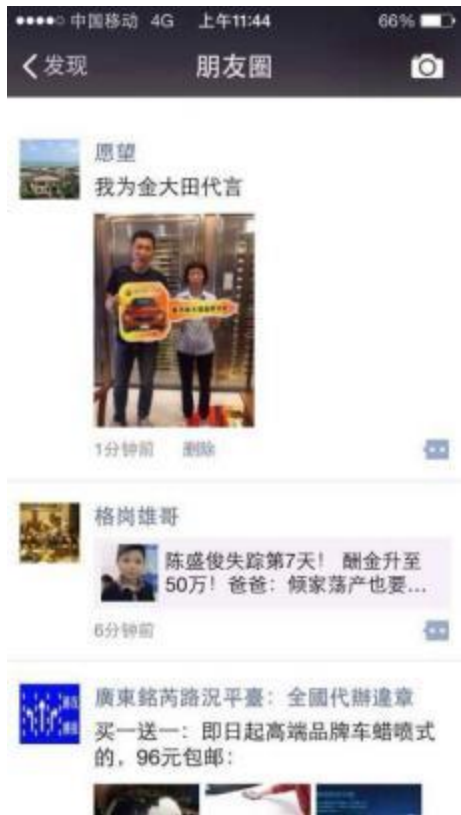 中国移动 4G 上午11:44 66%
发现 朋友圈
愿望
我为金大田代言
1分钟前 删除
格岗雄哥
陈盛俊失踪第7天! 酬金升至
50万! 爸爸: 倾家荡产也要...
6分钟前
廣東銘芮路況平臺: 全國代辦違章
买一送一: 即日起高端品牌车蜡喷式
的, 96元包邮: